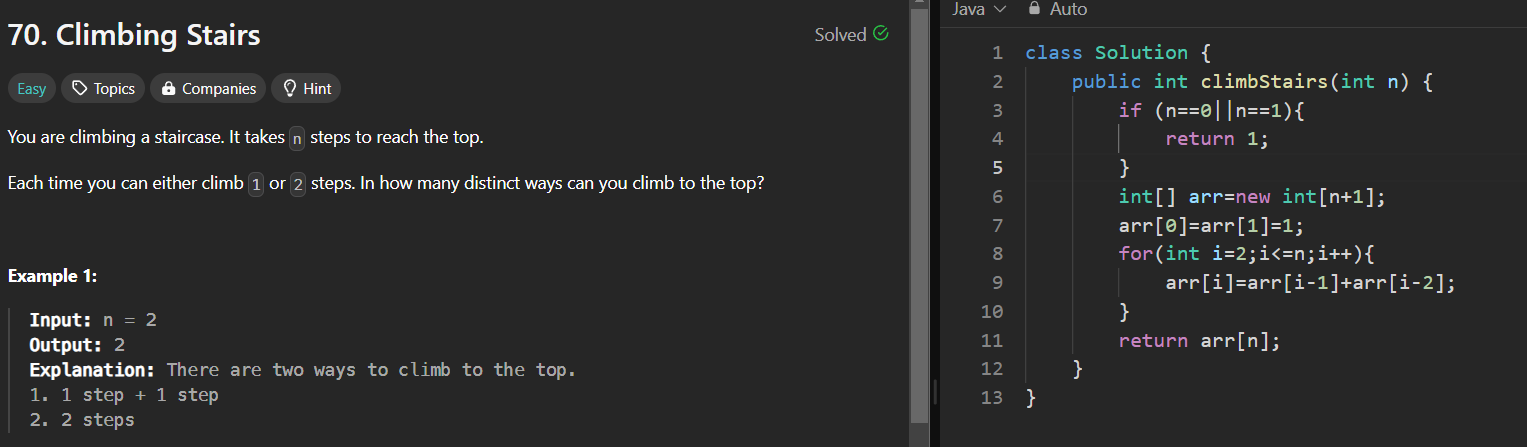 70. Climbing Stairs
Solved
Easy Topics Companies Hint
You are climbing a staircase. It takes n steps to reach the top.
Each time you can either climb 1 or 2 steps. In how many distinct ways can you climb to the top?
Example 1:
Input: n = 2
Output: 2
Explanation: There are two ways to climb to the top.
1. 1 step + 1 step
2. 2 steps
Java Auto
1 class Solution {
2     public int climbStairs(int n) {
3         if (n==0||n==1){
4             return 1;
5         }
6         int[] arr=new int[n+1];
7         arr[0]=arr[1]=1;
8         for(int i=2;i<=n;i++){
9             arr[i]=arr[i-1]+arr[i-2];
10         }
11         return arr[n];
12     }
13 }